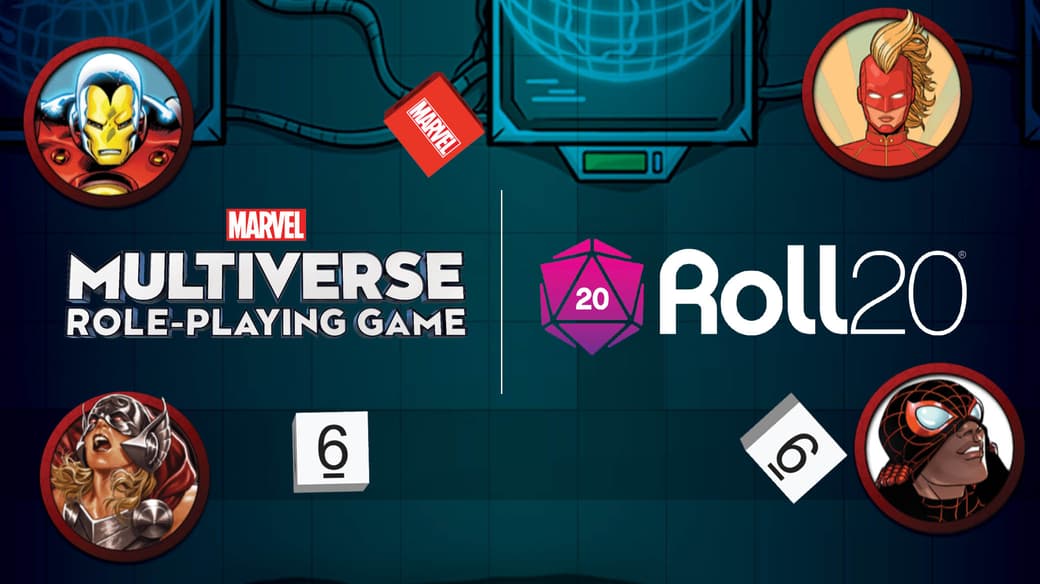 MARVEL
MARVEL
MULTIVERSE
ROLE-PLAYING GAME
20
Roll20®
6
6